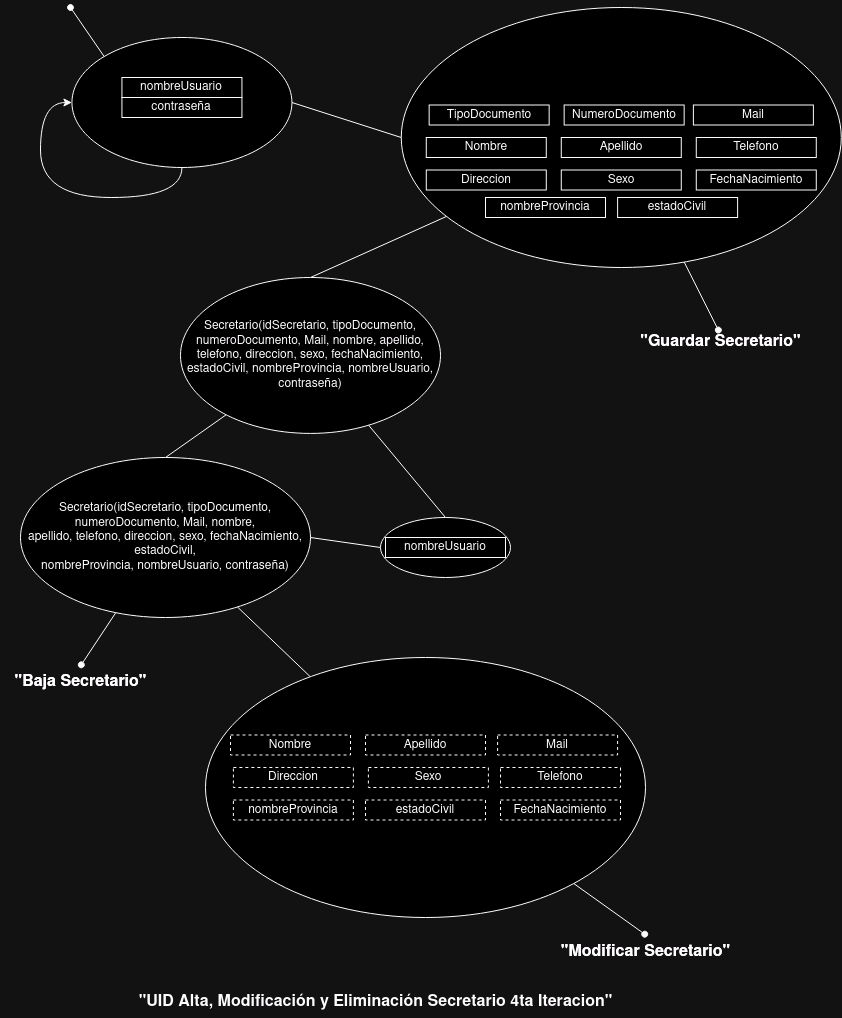 nombreUsuario
contraseña
TipoDocumento
NumeroDocumento
Mail
Nombre
Apellido
Telefono
Direccion
Sexo
FechaNacimiento
nombreProvincia
estadoCivil
"Guardar Secretario"
Secretario(idSecretario, tipoDocumento,
numeroDocumento, Mail, nombre, apellido,
telefono, direccion, sexo, fechaNacimiento,
estadoCivil, nombreProvincia, nombreUsuario,
contraseña)
Secretario(idSecretario, tipoDocumento,
numeroDocumento, Mail, nombre,
apellido, telefono, direccion, sexo, fechaNacimiento,
estadoCivil,
nombreProvincia, nombreUsuario, contraseña)
nombreUsuario
"Baja Secretario"
Nombre
Apellido
Mail
Direccion
Sexo
Telefono
nombreProvincia
estadoCivil
FechaNacimiento
"Modificar Secretario"
"UID Alta, Modificación y Eliminación Secretario 4ta Iteracion"